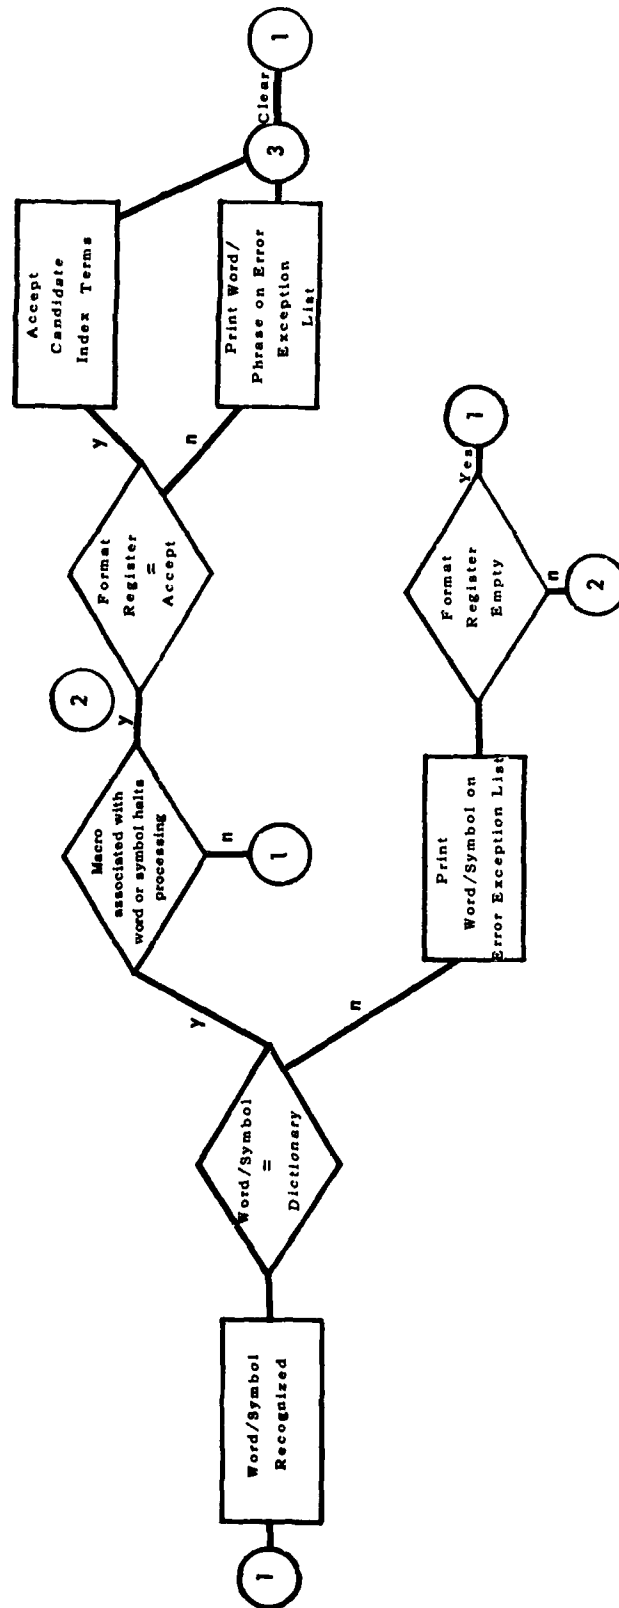 1
Word/Symbol
Recognized
Word/Symbol
=
Dictionary
y
n
Macro
associated with
word or symbol halts
processing
n
1
y
2
Format
Register
=
Accept
y
n
Accept
Candidate
Index Terms
Print Word/
Phrase on Error
Exception
List
3
Clear
1
Print
Word/Symbol on
Error Exception List
Format
Register
Empty
Yes
1
n
2